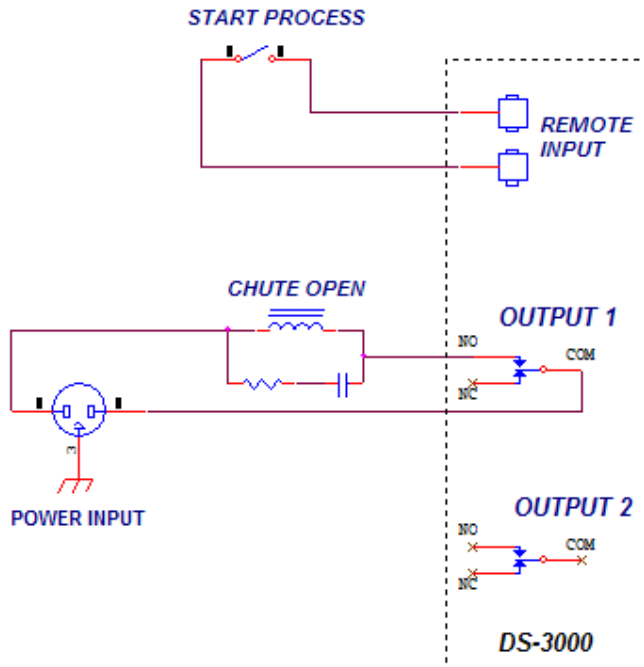 START PROCESS
REMOTE
INPUT
CHUTE OPEN
OUTPUT 1
NO
COM
NC
3
POWER INPUT
OUTPUT 2
NO
COM
NC
DS-3000